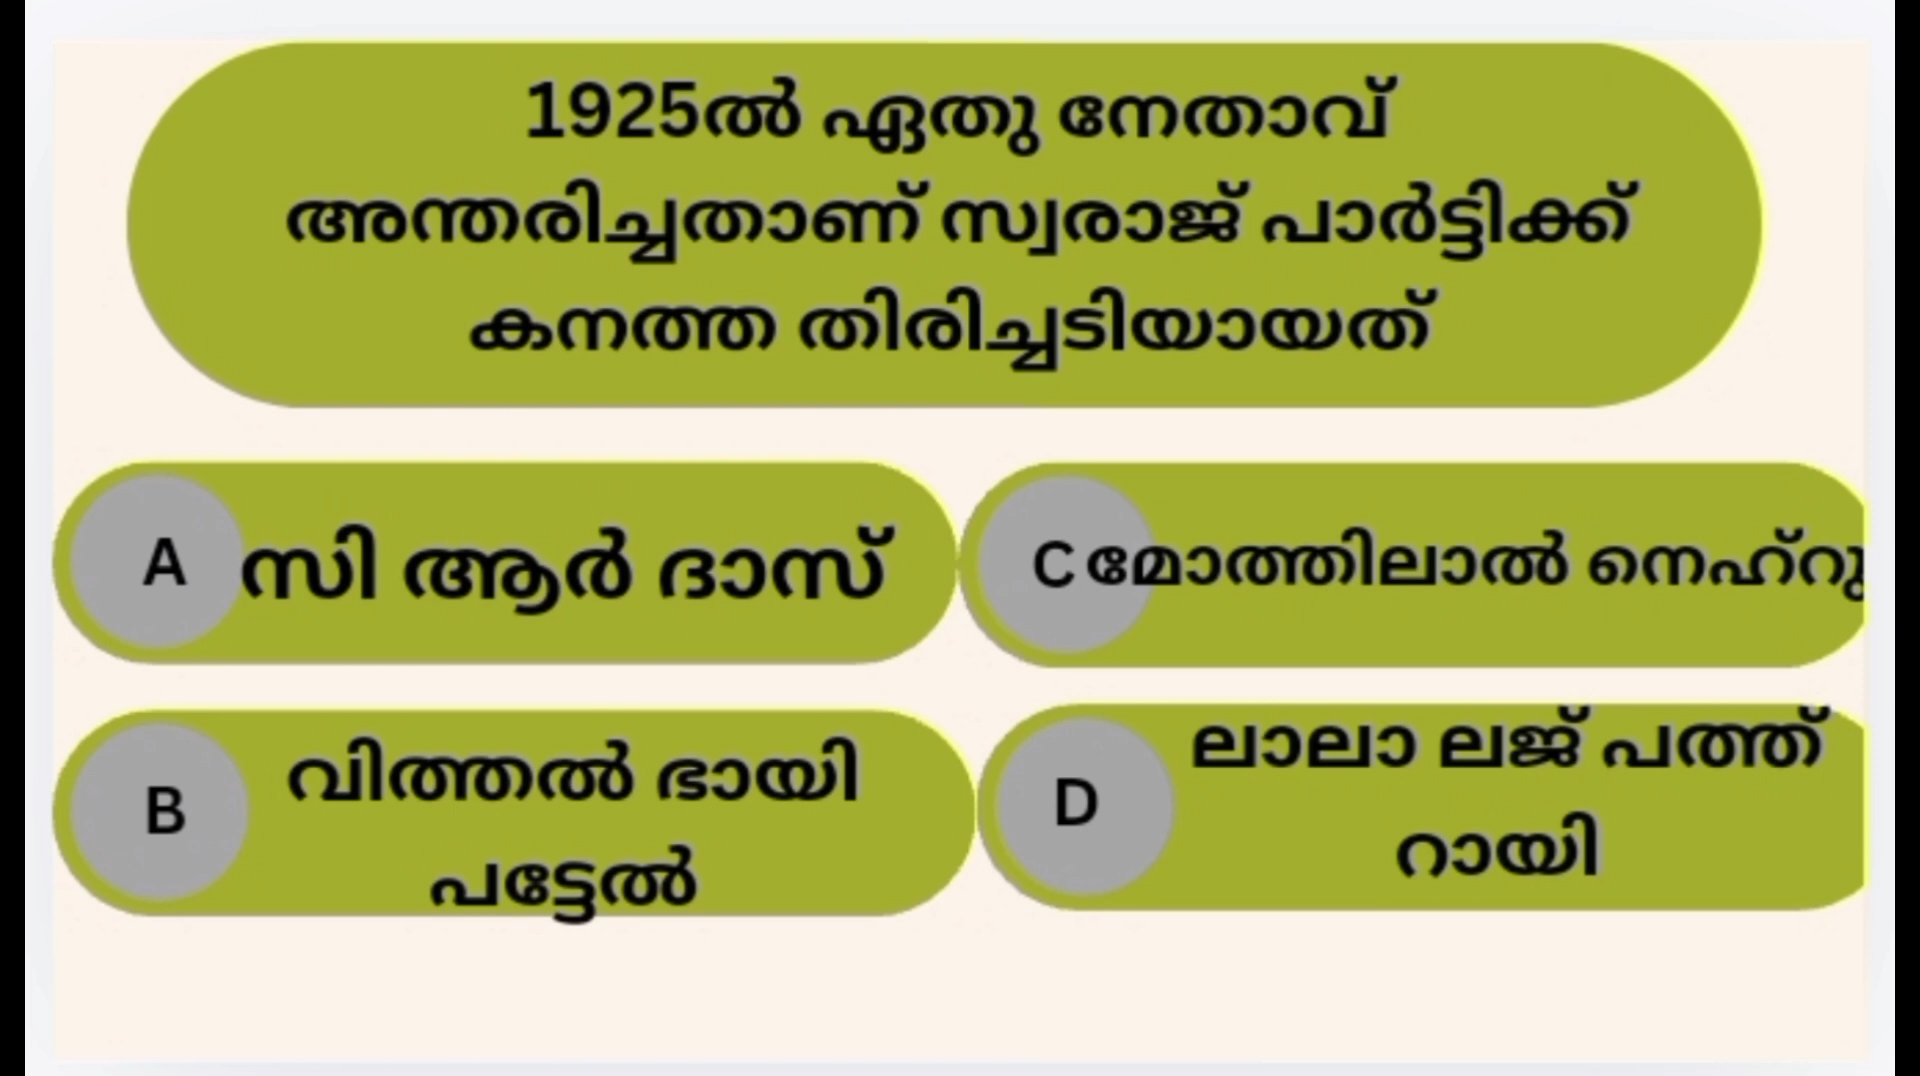 1925ൽ ഏതു നേതാവ്
അന്തരിച്ചതാണ് സ്വരാജ് പാർട്ടിക്ക്
കനത്ത തിരിച്ചടിയായത്
A സി ആർ ദാസ്
C മോത്തിലാൽ നെഹ്റു
B വിത്തൽ ഭായി
പട്ടേൽ
D ലാലാ ലജ് പത്ത്
റായി